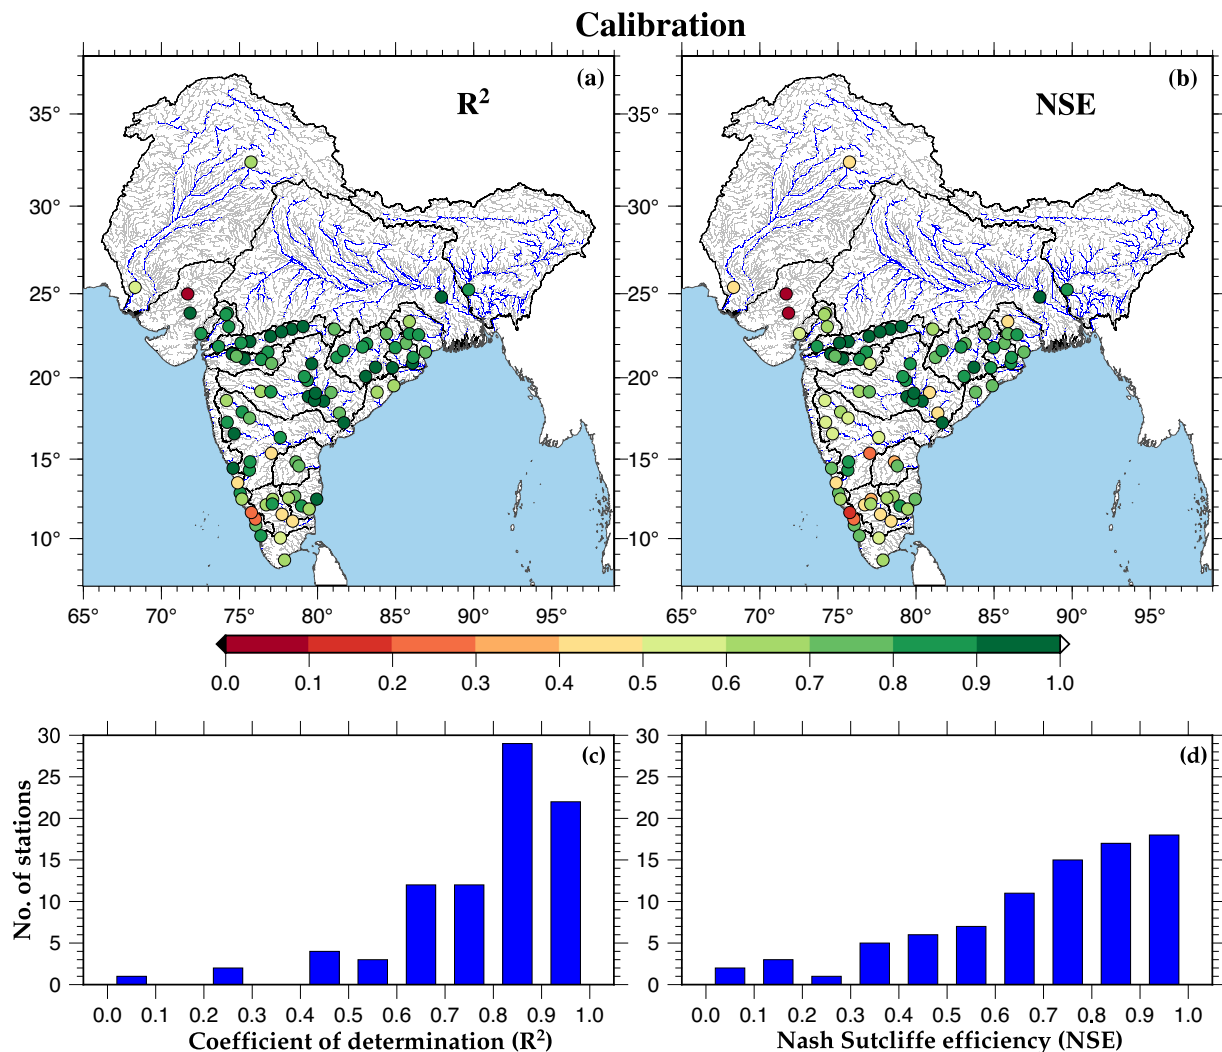 Calibration
(a)
R²
(b)
NSE
35°
30°
25°
20°
15°
10°
35°
30°
25°
20°
15°
10°
65° 70° 75° 80° 85° 90° 95°
65° 70° 75° 80° 85° 90° 95°
0.0 0.1 0.2 0.3 0.4 0.5 0.6 0.7 0.8 0.9 1.0
(c)
No. of stations
30
25
20
15
10
5
0
0.0 0.1 0.2 0.3 0.4 0.5 0.6 0.7 0.8 0.9 1.0
Coefficient of determination (R²)
(d)
30
25
20
15
10
5
0
0.0 0.1 0.2 0.3 0.4 0.5 0.6 0.7 0.8 0.9 1.0
Nash Sutcliffe efficiency (NSE)